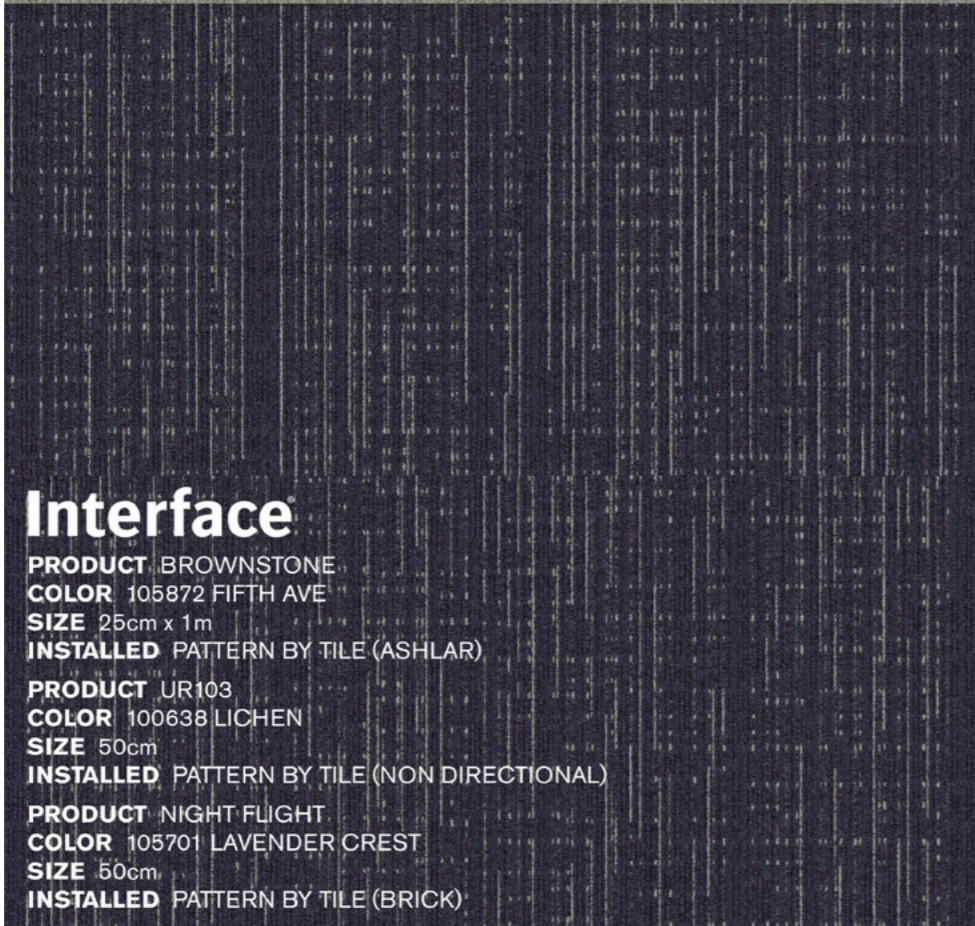 Interface®
PRODUCT BROWNSTONE
COLOR 105872 FIFTH AVE
SIZE 25cm x 1m
INSTALLED PATTERN BY TILE (ASHLAR)
PRODUCT UR103
COLOR 100638 LICHEN
SIZE 50cm
INSTALLED PATTERN BY TILE (NON DIRECTIONAL)
PRODUCT NIGHT FLIGHT
COLOR 105701 LAVENDER CREST
SIZE 50cm
INSTALLED PATTERN BY TILE (BRICK)